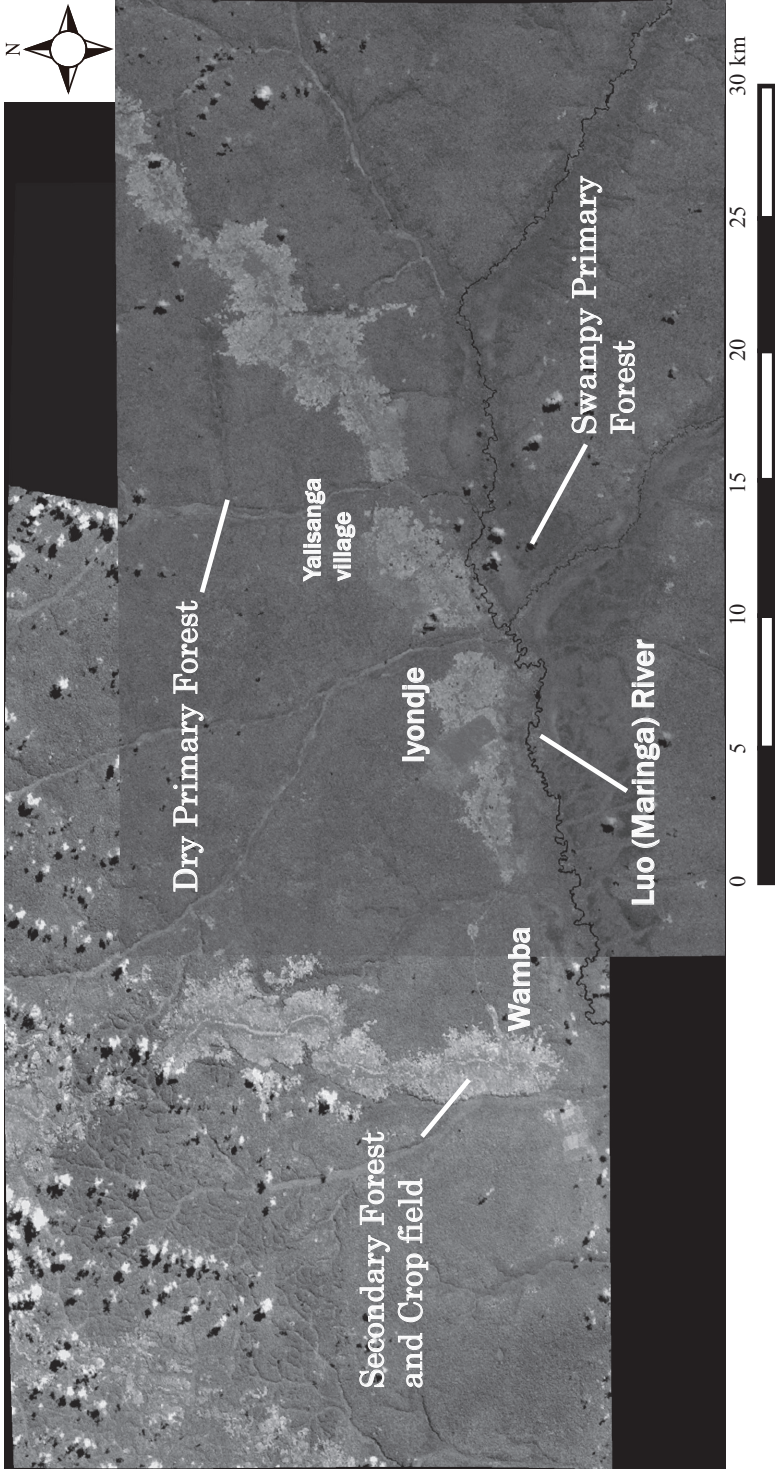 N
Dry Primary Forest
Yalisanga
village
Secondary Forest
and Crop field
Iyondje
Wamba
Swampy Primary
Forest
Luo (Maringa) River
0 5 10 15 20 25 30 km